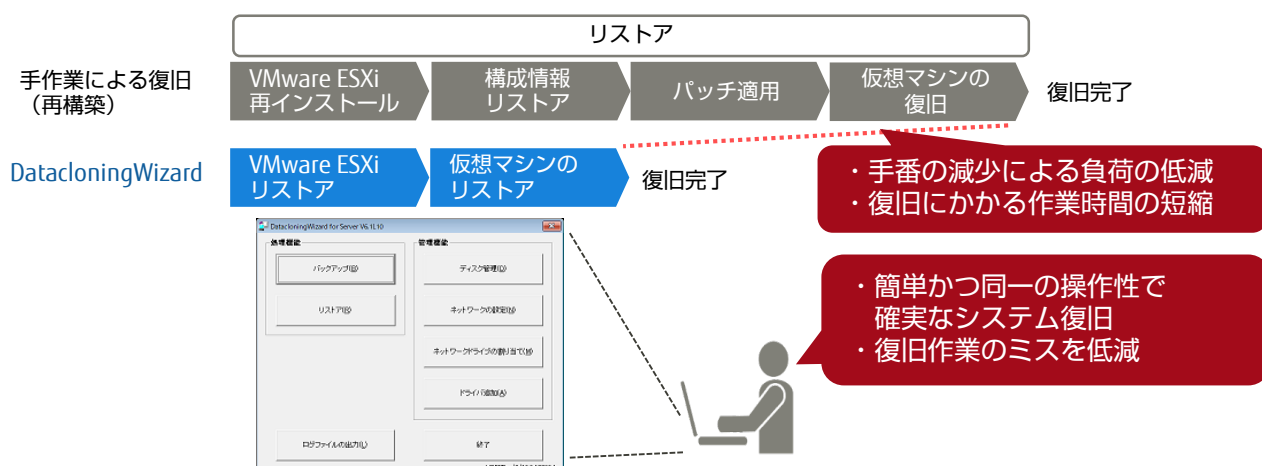 リストア
手作業による復旧
（再構築）
VMware ESXi
再インストール
構成情報
リストア
パッチ適用
仮想マシンの
復旧
復旧完了
DatacloningWizard
VMware ESXi
リストア
仮想マシンの
リストア
復旧完了
・手番の減少による負荷の低減
・復旧にかかる作業時間の短縮
DatacloningWizard for Server V6.1L10
処理機能
管理機能
バックアップ(B)
ディスク管理(D)
リストア(R)
ネットワークの設定(N)
ネットワークドライブの割り当て(M)
ドライバ追加(A)
ログファイルの出力(L)
終了
・簡単かつ同一の操作性で
確実なシステム復旧
・復旧作業のミスを低減